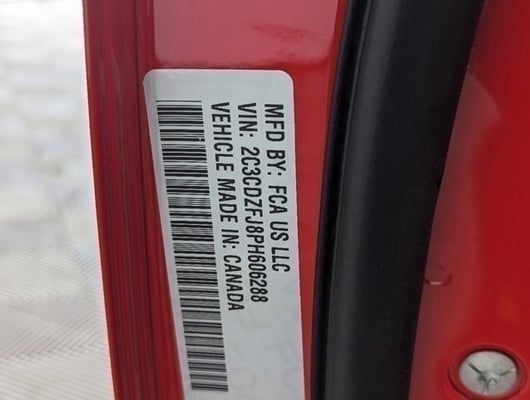 MFD BY: FCA US LLC
VIN: 2C3CDZFJ8PH606288
VEHICLE MADE IN: CANADA